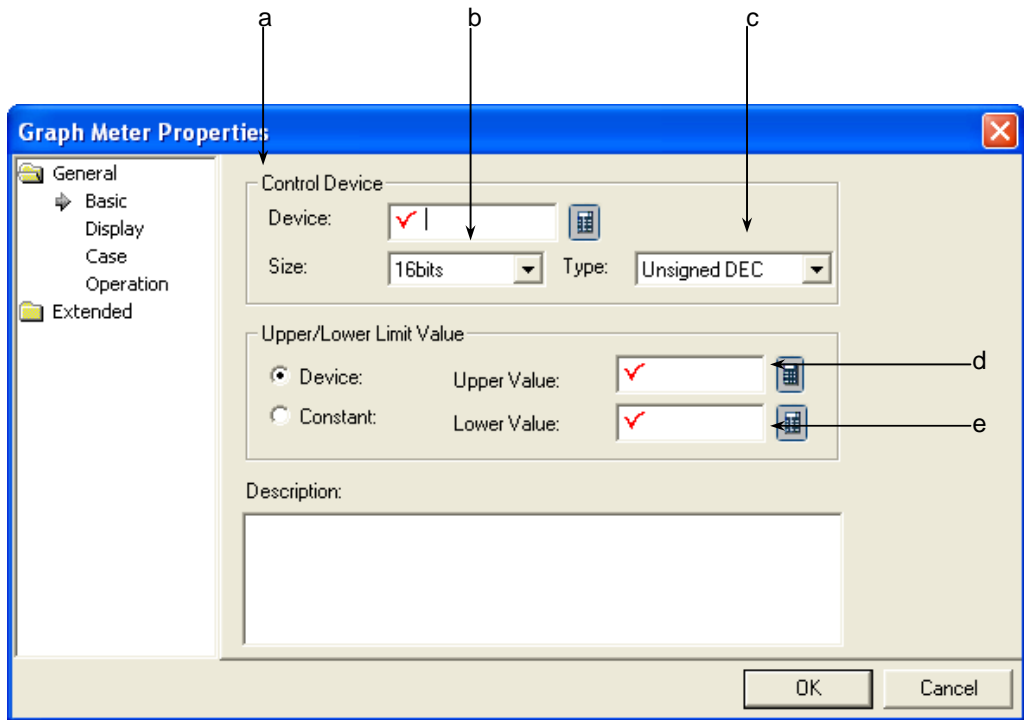 a b c
Graph Meter Properties
General
Basic
Display
Case
Operation
Extended
Control Device
Device:
Size: 16bits Type: Unsigned DEC
Upper/Lower Limit Value
Device: Upper Value: d
Constant: Lower Value: e
Description:
OK Cancel